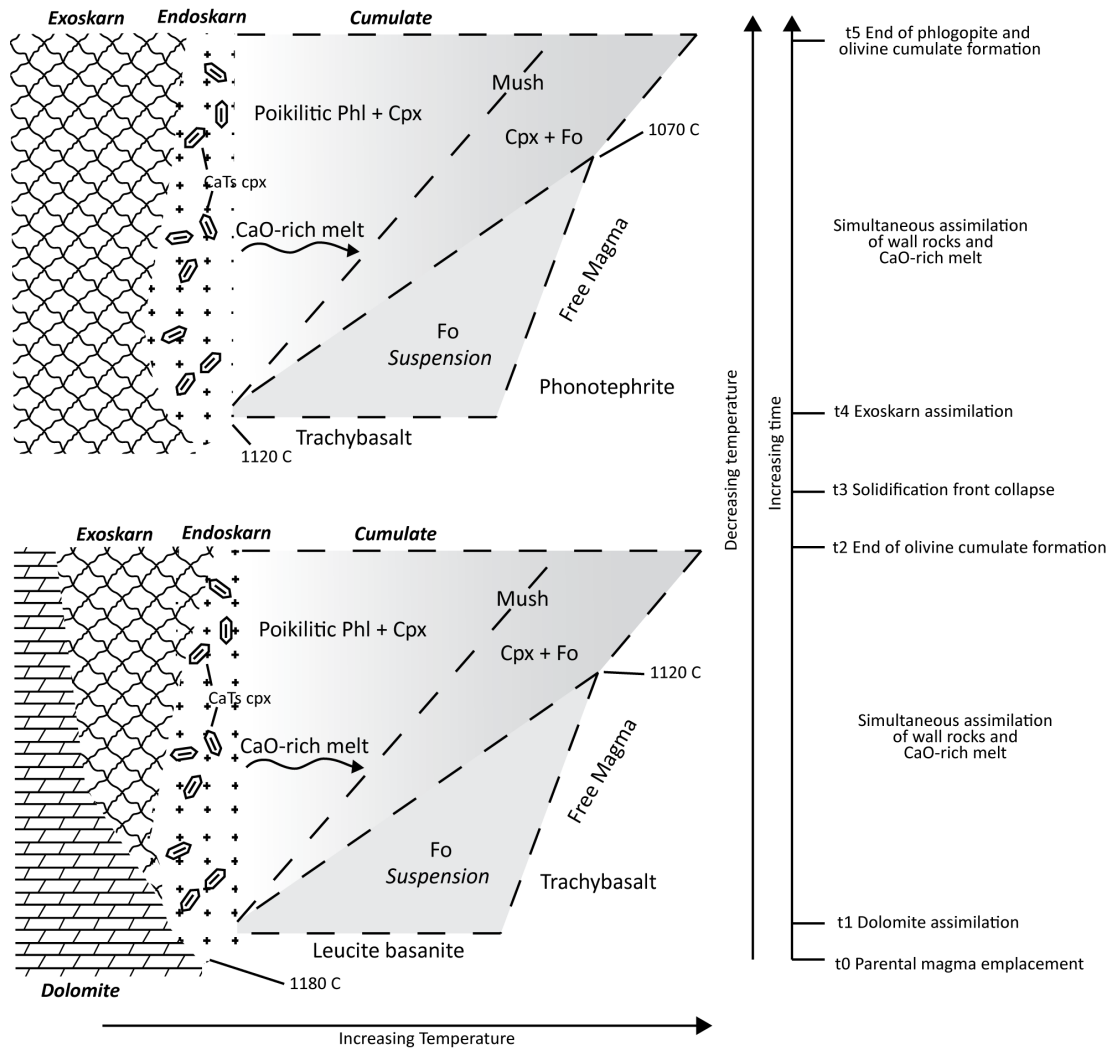 Exoskarn
Endoskarn
Cumulate
Mush
Poikilitic Phl + Cpx
Cpx + Fo
1070 C
CaTs cpx
CaO-rich melt
Free Magma
Fo
Suspension
Phonotephrite
Trachybasalt
1120 C
Exoskarn
Endoskarn
Cumulate
Mush
Poikilitic Phl + Cpx
Cpx + Fo
1120 C
CaTs cpx
CaO-rich melt
Free Magma
Fo
Suspension
Trachybasalt
Leucite basanite
1180 C
Dolomite
Increasing Temperature
Decreasing temperature
Increasing time
t5 End of phlogopite and
olivine cumulate formation
Simultaneous assimilation
of wall rocks and
CaO-rich melt
t4 Exoskarn assimilation
t3 Solidification front collapse
t2 End of olivine cumulate formation
Simultaneous assimilation
of wall rocks and
CaO-rich melt
t1 Dolomite assimilation
t0 Parental magma emplacement